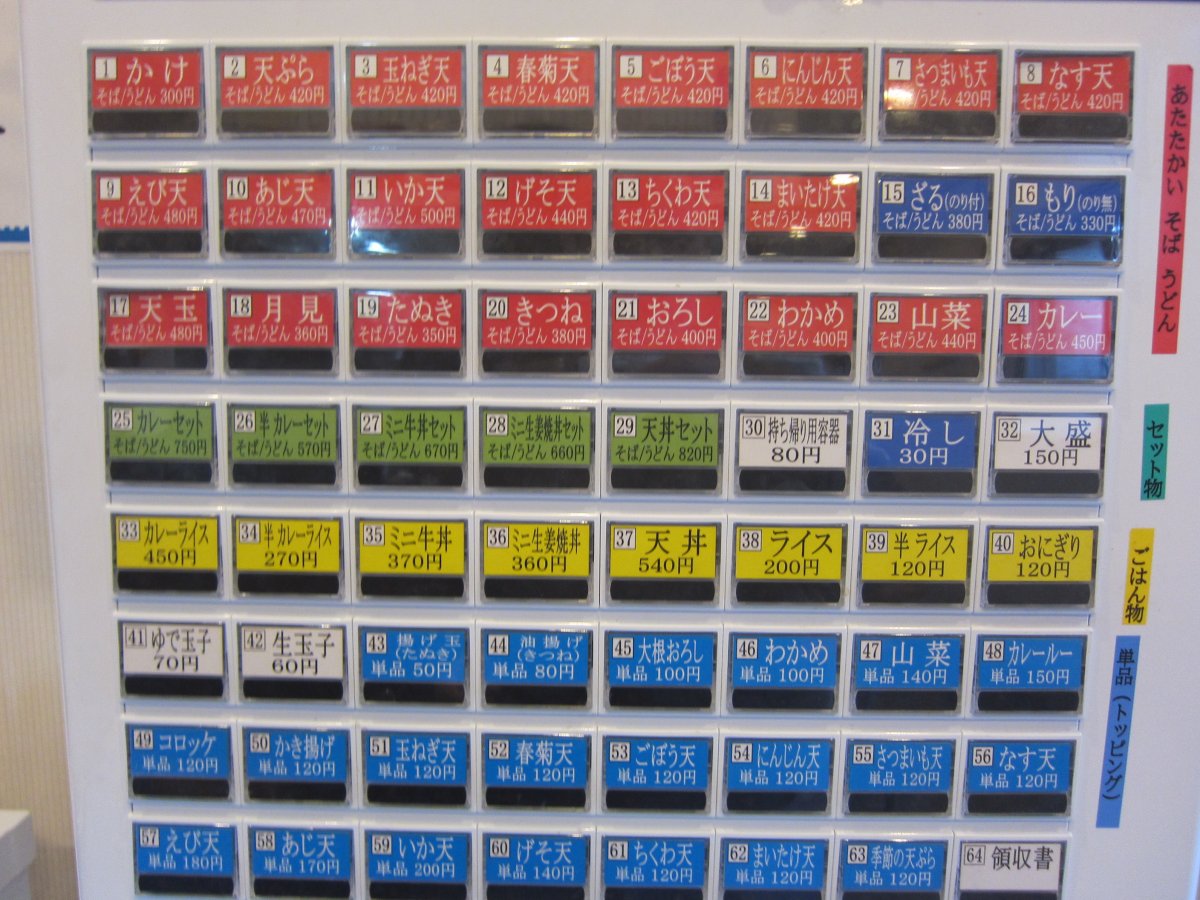 1 かけ
そば/うどん 300円
2 天ぷら
そば/うどん 420円
3 玉ねぎ天
そば/うどん 420円
4 春菊天
そば/うどん 420円
5 ごぼう天
そば/うどん 420円
6 にんじん天
そば/うどん 420円
7 さつまいも天
そば/うどん 420円
8 なす天
そば/うどん 420円
9 えび天
そば/うどん 480円
10 あじ天
そば/うどん 470円
11 いか天
そば/うどん 500円
12 げそ天
そば/うどん 440円
13 ちくわ天
そば/うどん 420円
14 まいたけ天
そば/うどん 420円
15 ざる(のり付)
そば/うどん 380円
16 もり(のり無)
そば/うどん 330円
17 天玉
そば/うどん 480円
18 月見
そば/うどん 360円
19 たぬき
そば/うどん 350円
20 きつね
そば/うどん 380円
21 おろし
そば/うどん 400円
22 わかめ
そば/うどん 400円
23 山菜
そば/うどん 440円
24 カレー
そば/うどん 450円
あたたかい そば うどん
25 カレーセット
そば/うどん 750円
26 半カレーセット
そば/うどん 570円
27 ミニ牛丼セット
そば/うどん 670円
28 ミニ生姜焼丼セット
そば/うどん 660円
29 天丼セット
そば/うどん 820円
30 持ち帰り用容器
80円
31 冷し
30円
32 大盛
150円
セット物
33 カレーライス
450円
34 半カレーライス
270円
35 ミニ牛丼
370円
36 ミニ生姜焼丼
360円
37 天丼
540円
38 ライス
200円
39 半ライス
120円
40 おにぎり
120円
ごはん物
41 ゆで玉子
70円
42 生玉子
60円
43 揚げ玉
(たぬき)
単品 50円
44 油揚げ
(きつね)
単品 80円
45 大根おろし
単品 100円
46 わかめ
単品 100円
47 山菜
単品 140円
48 カレールー
単品 150円
49 コロッケ
単品 120円
50 かき揚げ
単品 120円
51 玉ねぎ天
単品 120円
52 春菊天
単品 120円
53 ごぼう天
単品 120円
54 にんじん天
単品 120円
55 さつまいも天
単品 120円
56 なす天
単品 120円
単品(トッピング)
57 えび天
単品 180円
58 あじ天
単品 170円
59 いか天
単品 200円
60 げそ天
単品 140円
61 ちくわ天
単品 120円
62 まいたけ天
単品 120円
63 季節の天ぷら
単品 120円
64 領収書